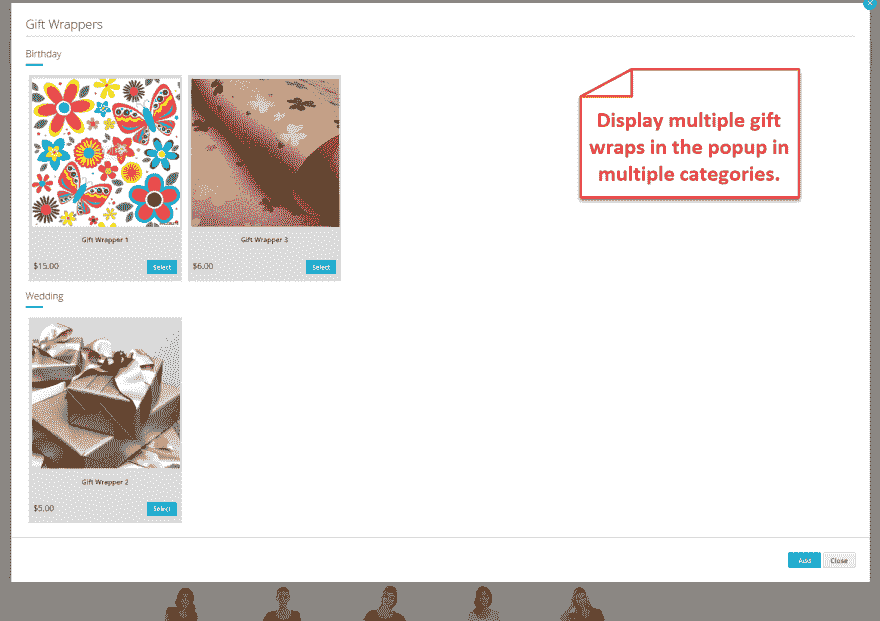 Gift Wrappers
Birthday
Display multiple gift
wraps in the popup in
multiple categories.
Gift Wrapper 1
Gift Wrapper 3
$15.00
Select
$6.00
Select
Wedding
Gift Wrapper 2
$5.00
Select
Add
Close